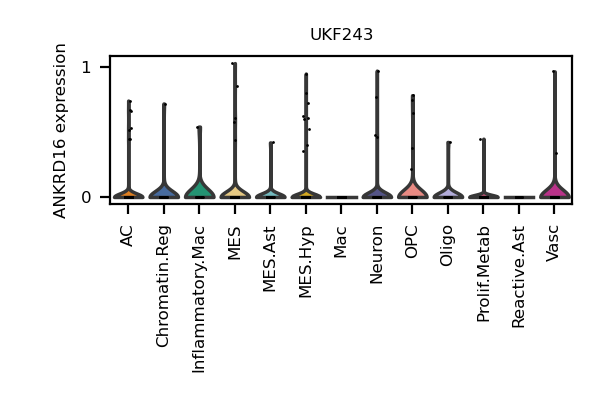 UKF243
ANKRD16 expression
1
0
AC
Chromatin.Reg
Inflammatory.Mac
MES
MES.Ast
MES.Hyp
Mac
Neuron
OPC
Oligo
Prolif.Metab
Reactive.Ast
Vasc